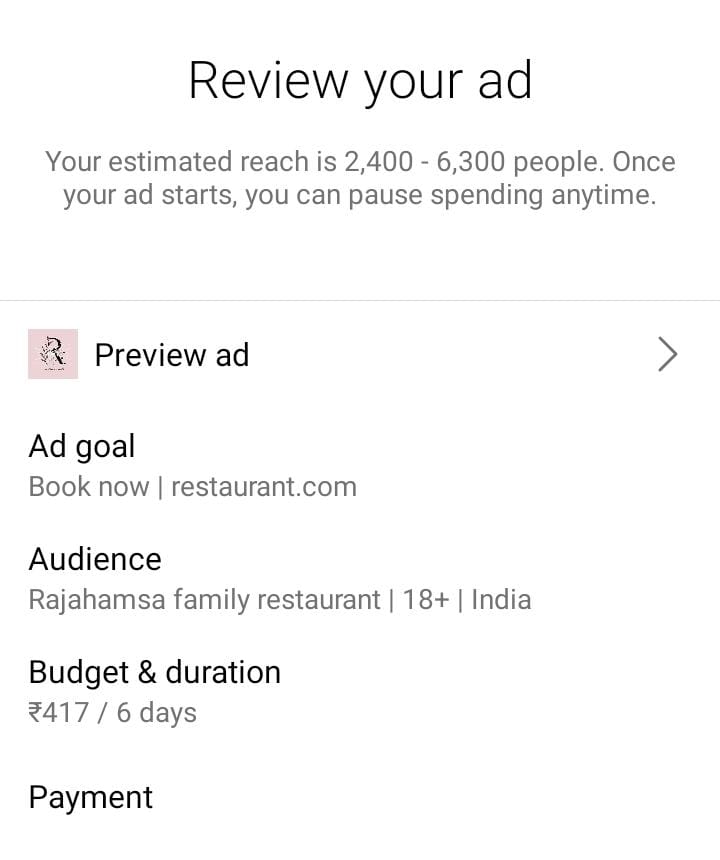 Review your ad
Your estimated reach is 2,400 - 6,300 people. Once
your ad starts, you can pause spending anytime.
Preview ad
Ad goal
Book now | restaurant.com
Audience
Rajahamsa family restaurant | 18+ | India
Budget & duration
₹417 / 6 days
Payment